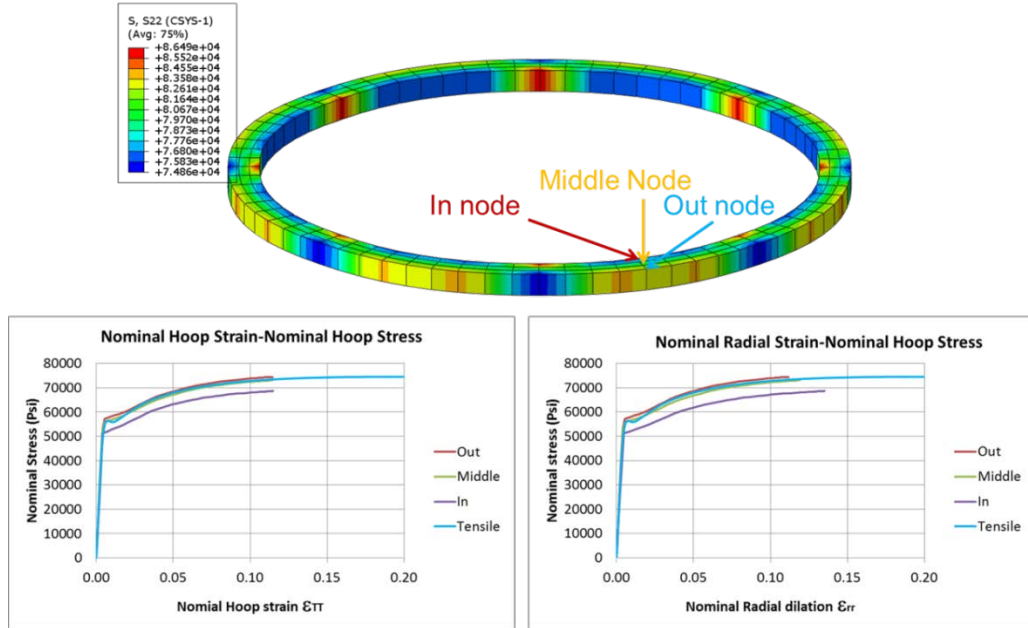 S, S22 (CSYS-1)
(Avg: 75%)
+8.649e+04
+8.552e+04
+8.455e+04
+8.358e+04
+8.261e+04
+8.164e+04
+8.067e+04
+7.970e+04
+7.873e+04
+7.776e+04
+7.680e+04
+7.583e+04
+7.486e+04
Middle Node
In node
Out node
Nominal Hoop Strain-Nominal Hoop Stress
Nominal Stress (Psi)
80000
70000
60000
50000
40000
30000
20000
10000
0
0.00
0.05
0.10
0.15
0.20
Nomial Hoop strain ƐTT
Out
Middle
In
Tensile
Nominal Radial Strain-Nominal Hoop Stress
Nominal stress (Psi)
80000
70000
60000
50000
40000
30000
20000
10000
0
0.00
0.05
0.10
0.15
0.20
Nominal Radial dilation Ɛrr
Out
Middle
In
Tensile